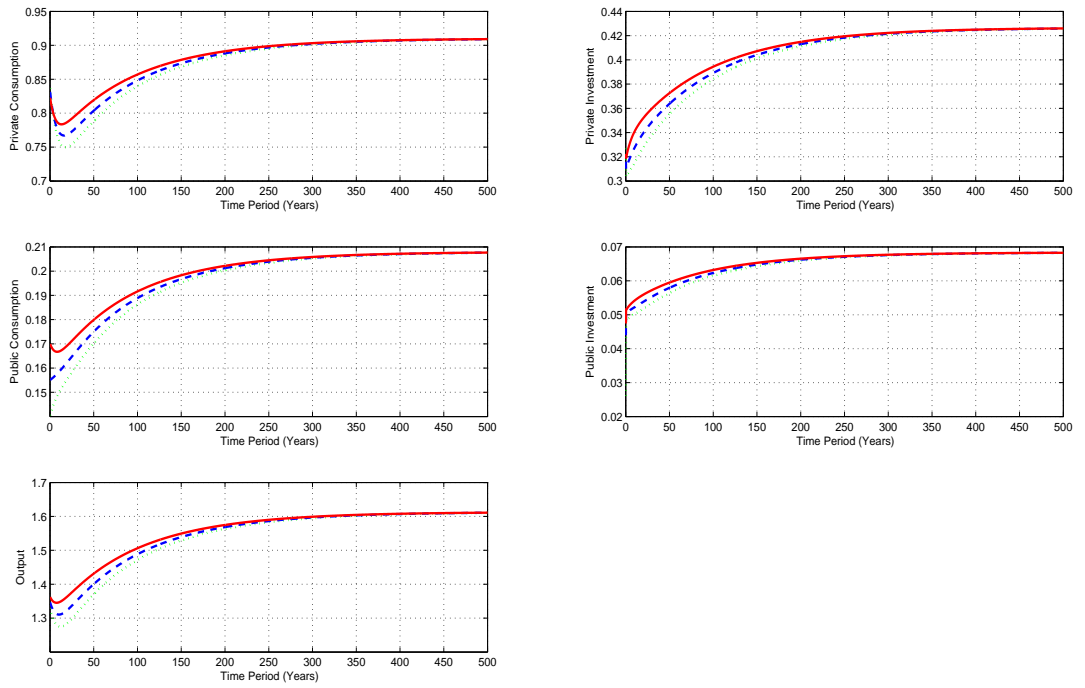 0.95
0.9
0.85
0.8
0.75
0.7
0 50 100 150 200 250 300 350 400 450 500
Private Consumption
Time Period (Years)
0.44
0.42
0.4
0.38
0.36
0.34
0.32
0.3
0 50 100 150 200 250 300 350 400 450 500
Private Investment
Time Period (Years)
0.21
0.2
0.19
0.18
0.17
0.16
0.15
0 50 100 150 200 250 300 350 400 450 500
Public Consumption
Time Period (Years)
0.07
0.06
0.05
0.04
0.03
0.02
0 50 100 150 200 250 300 350 400 450 500
Public Investment
Time Period (Years)
1.7
1.6
1.5
1.4
1.3
0 50 100 150 200 250 300 350 400 450 500
Output
Time Period (Years)